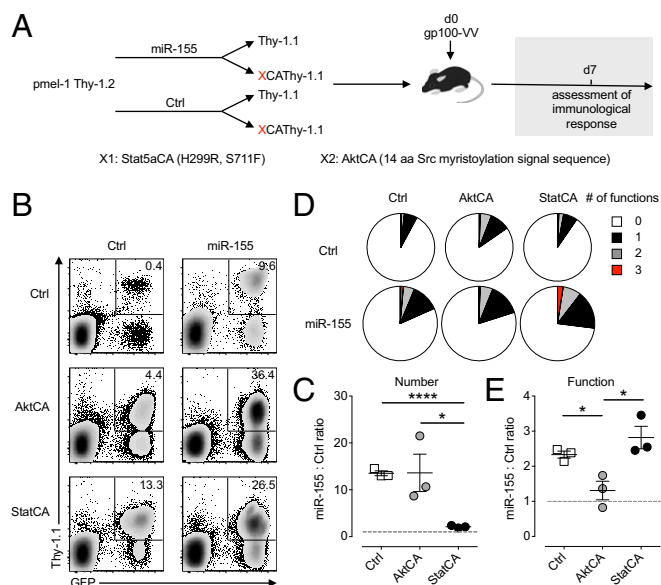 A
miR-155
Thy-1.1
XCAThy-1.1
pmel-1 Thy-1.2
Ctrl
Thy-1.1
XCAThy-1.1
d0
gp100-VV
d7
assessment of
immunological
response
X1: Stat5aCA (H299R, S711F)
X2: AktCA (14 aa Src myristoylation signal sequence)
B
Ctrl
miR-155
Ctrl
0.4
9.6
AktCA
4.4
36.4
StatCA
13.3
26.5
Thy-1.1
GFP
D
Ctrl
AktCA
StatCA
# of functions
0
1
2
3
Ctrl
miR-155
C
Number
miR-155 : Ctrl ratio
30
20
10
0
****
*
Ctrl
AktCA
StatCA
E
Function
miR-155 : Ctrl ratio
4
3
2
1
0
*
*
Ctrl
AktCA
StatCA